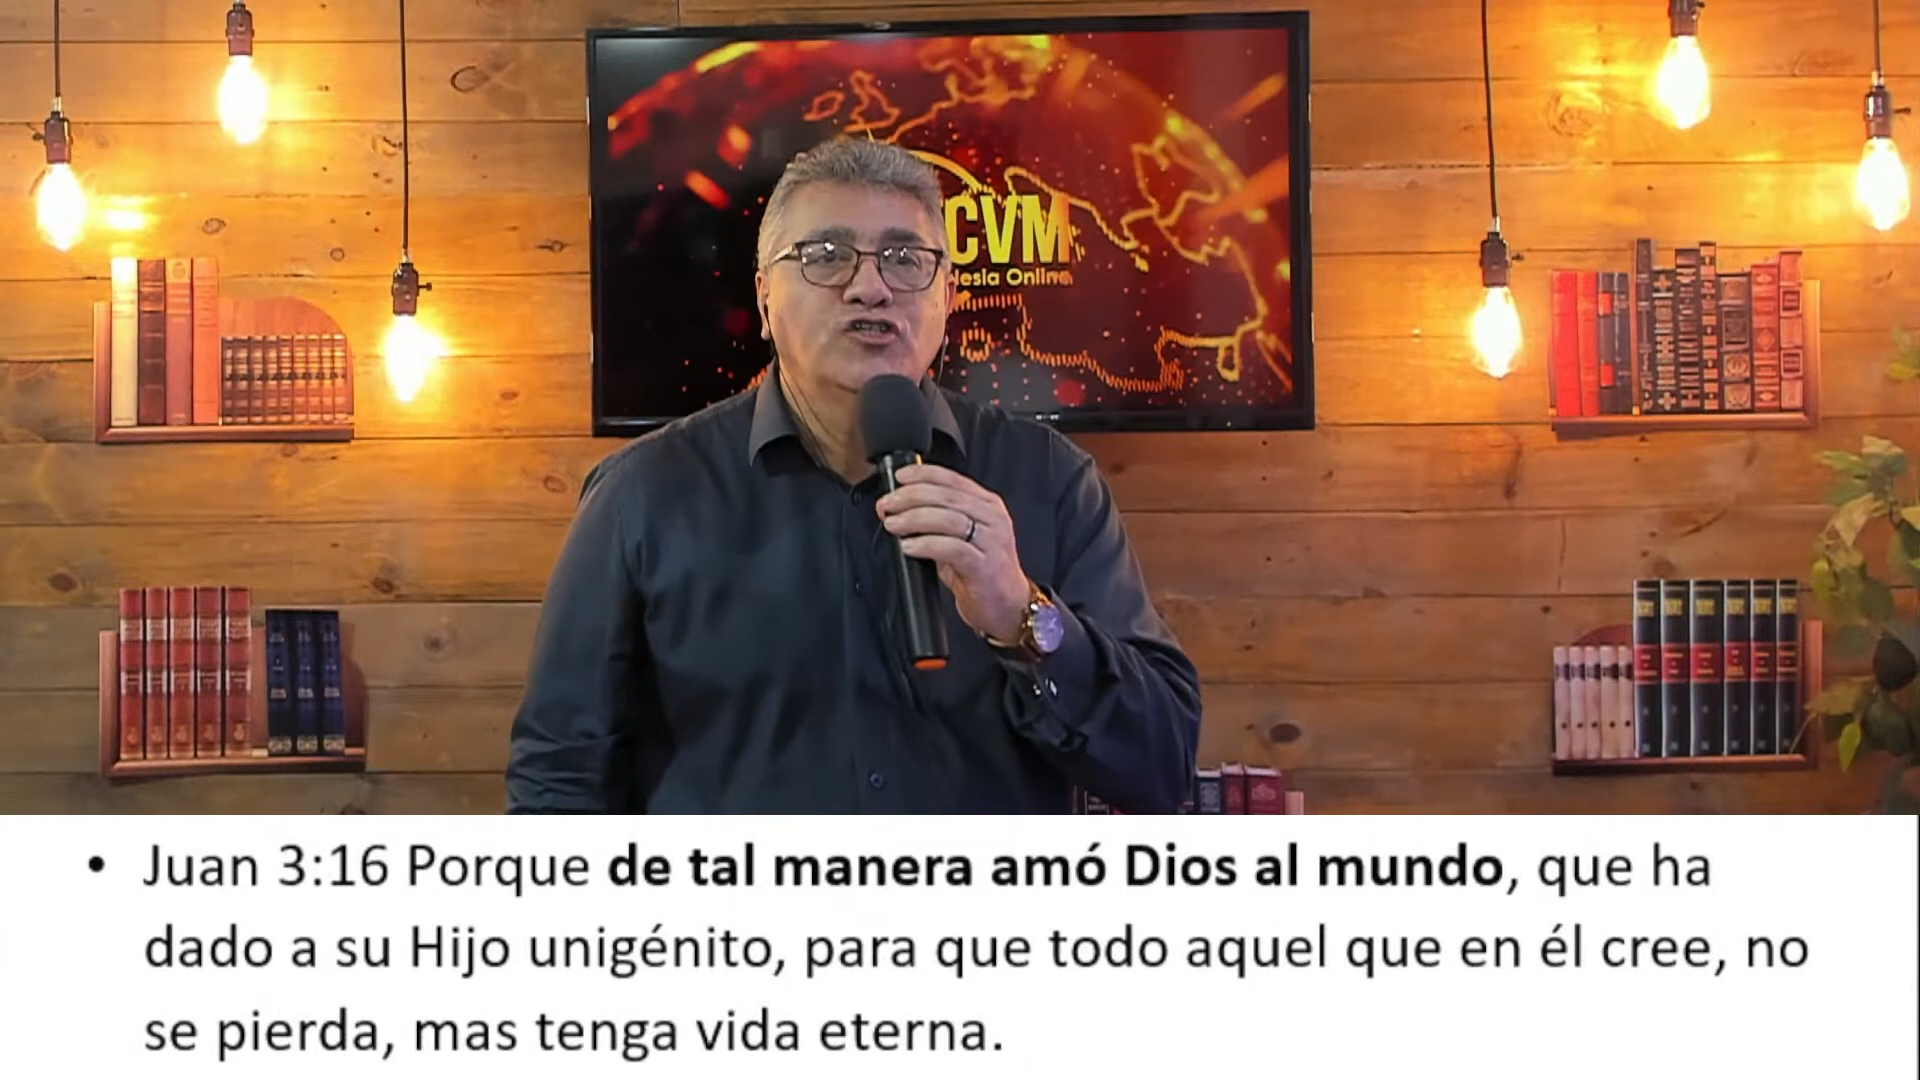 CVM
lesia Online
• Juan 3:16 Porque de tal manera amó Dios al mundo, que ha
dado a su Hijo unigénito, para que todo aquel que en él cree, no
se pierda, mas tenga vida eterna.